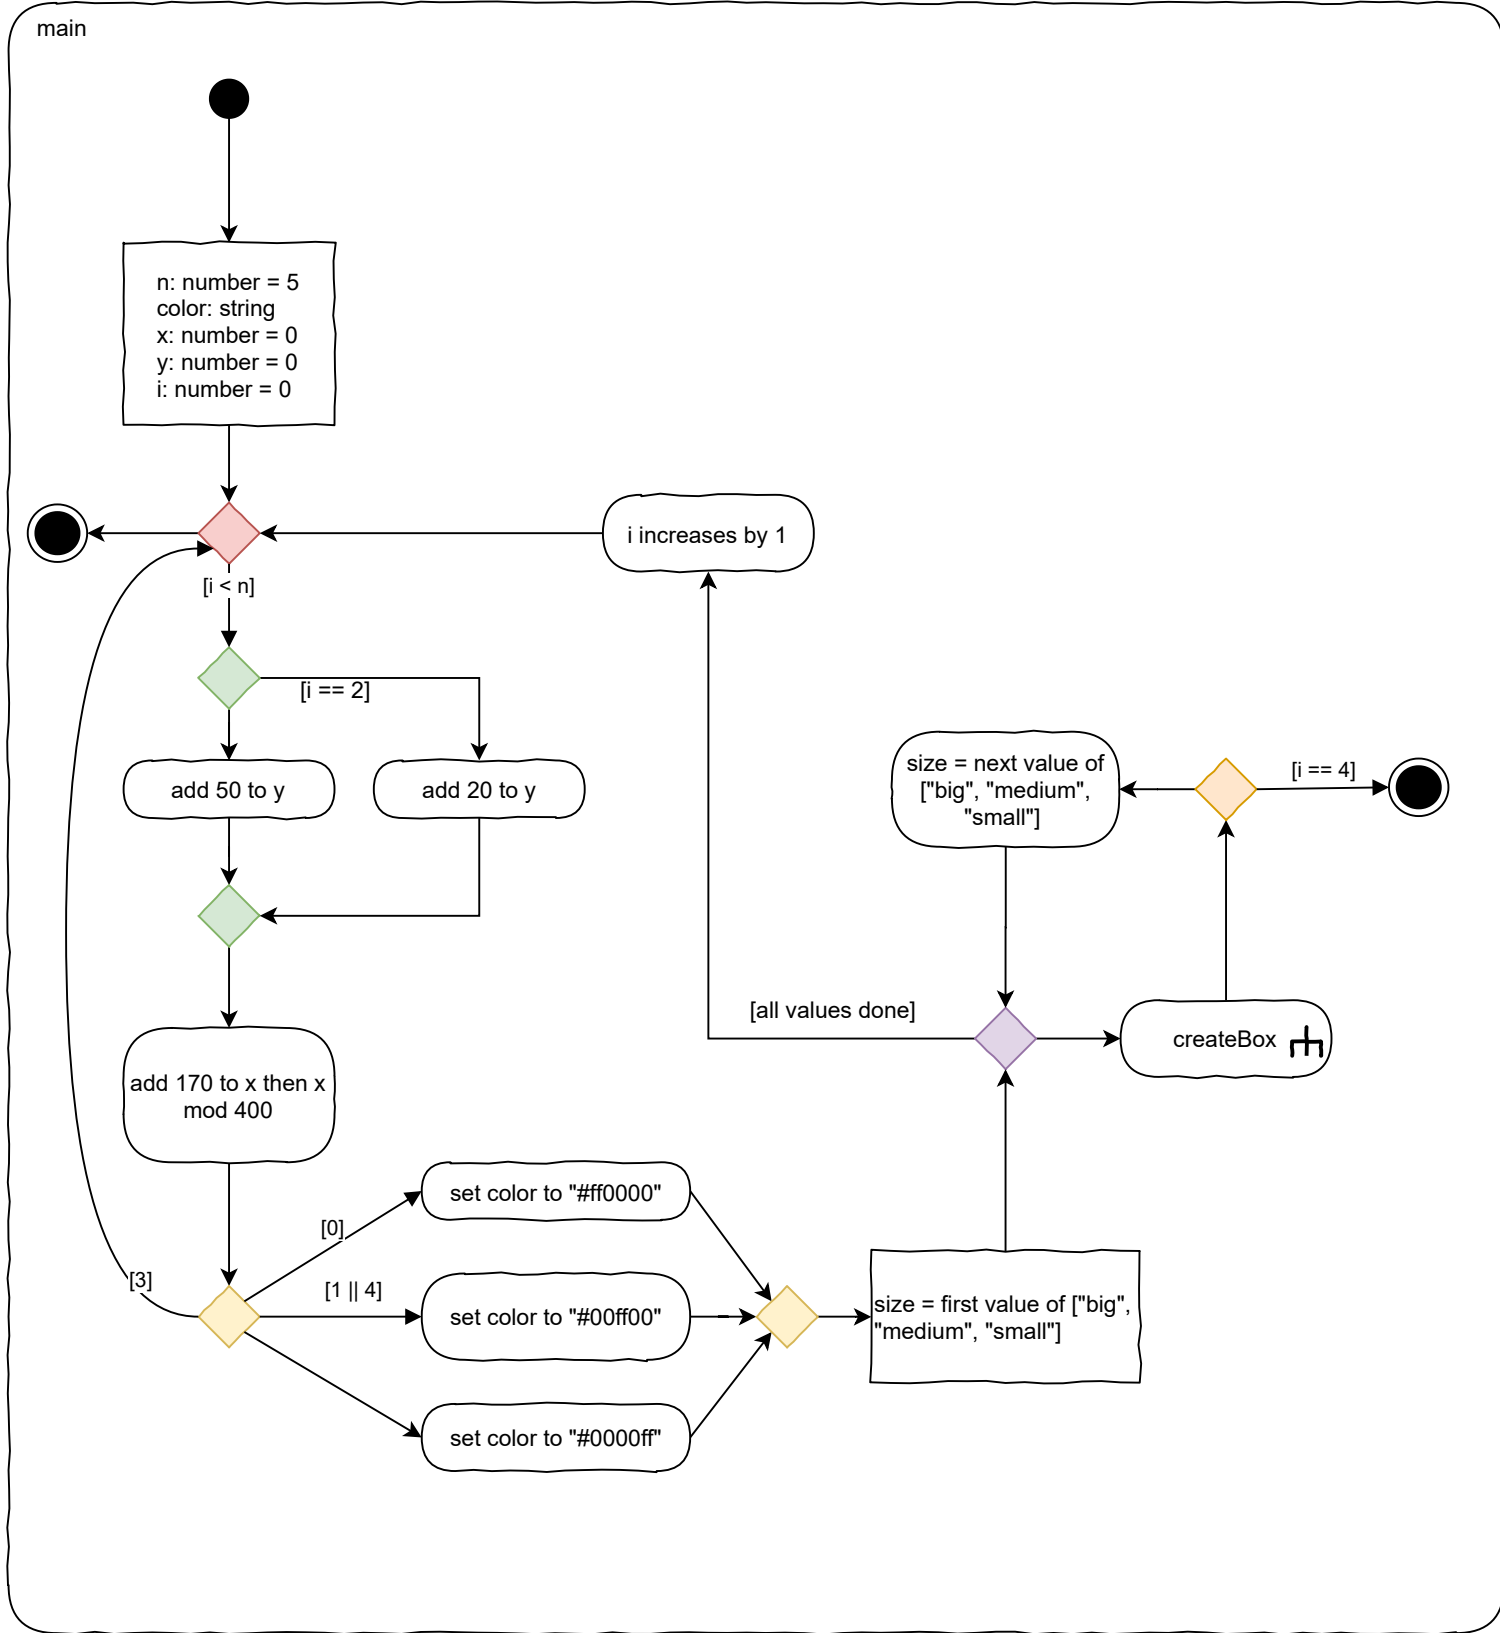 main
n: number = 5
color: string
x: number = 0
y: number = 0
i: number = 0
i increases by 1
[i < n]
[i == 2]
add 50 to y
add 20 to y
size = next value of
["big", "medium",
"small"]
[i == 4]
[all values done]
createBox
add 170 to x then x
mod 400
set color to "#ff0000"
[0]
[3]
[1 || 4]
set color to "#00ff00"
size = first value of ["big",
"medium", "small"]
set color to "#0000ff"